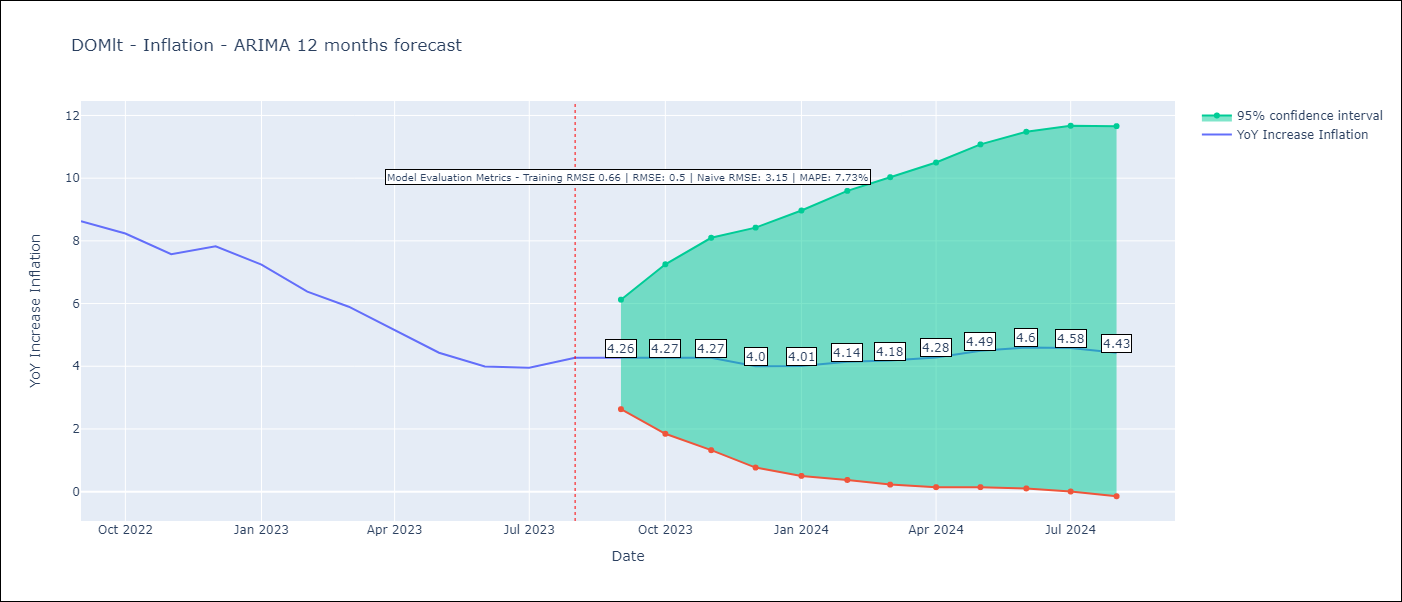 DOMlt - Inflation - ARIMA 12 months forecast
95% confidence interval
YoY Increase Inflation
Model Evaluation Metrics - Training RMSE 0.66 | RMSE: 0.5 | Naive RMSE: 3.15 | MAPE: 7.73%
YoY Increase Inflation
12
10
8
6
4
2
0
4.26 4.27 4.27 4.0 4.01 4.14 4.18 4.28 4.49 4.6 4.58 4.43
Oct 2022 Jan 2023 Apr 2023 Jul 2023 Oct 2023 Jan 2024 Apr 2024 Jul 2024
Date